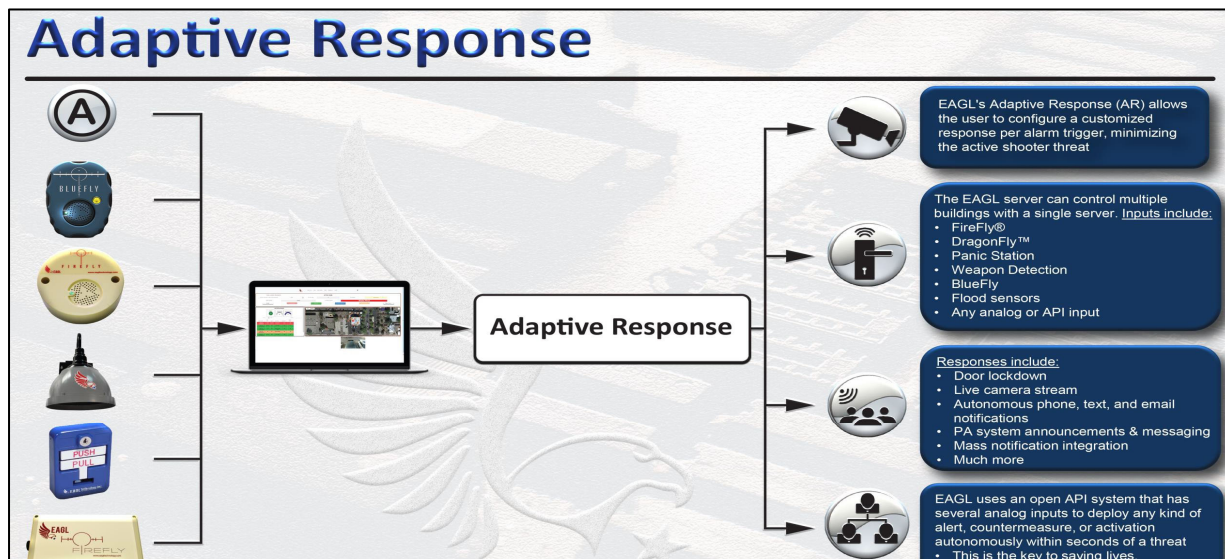 Adaptive Response
A
BLUEFLY
FIREFLY
PUSH
PULL
EAGL
FIREFLY
Adaptive Response
EAGL's Adaptive Response (AR) allows
the user to configure a customized
response per alarm trigger, minimizing
the active shooter threat
The EAGL server can control multiple
buildings with a single server. Inputs include:
• FireFly®
• DragonFly™
• Panic Station
• Weapon Detection
• BlueFly
• Flood sensors
• Any analog or API input
Responses include:
• Door lockdown
• Live camera stream
• Autonomous phone, text, and email
notifications
• PA system announcements & messaging
• Mass notification integration
• Much more
EAGL uses an open API system that has
several analog inputs to deploy any kind of
alert, countermeasure, or activation
autonomously within seconds of a threat
• This is the key to saving lives